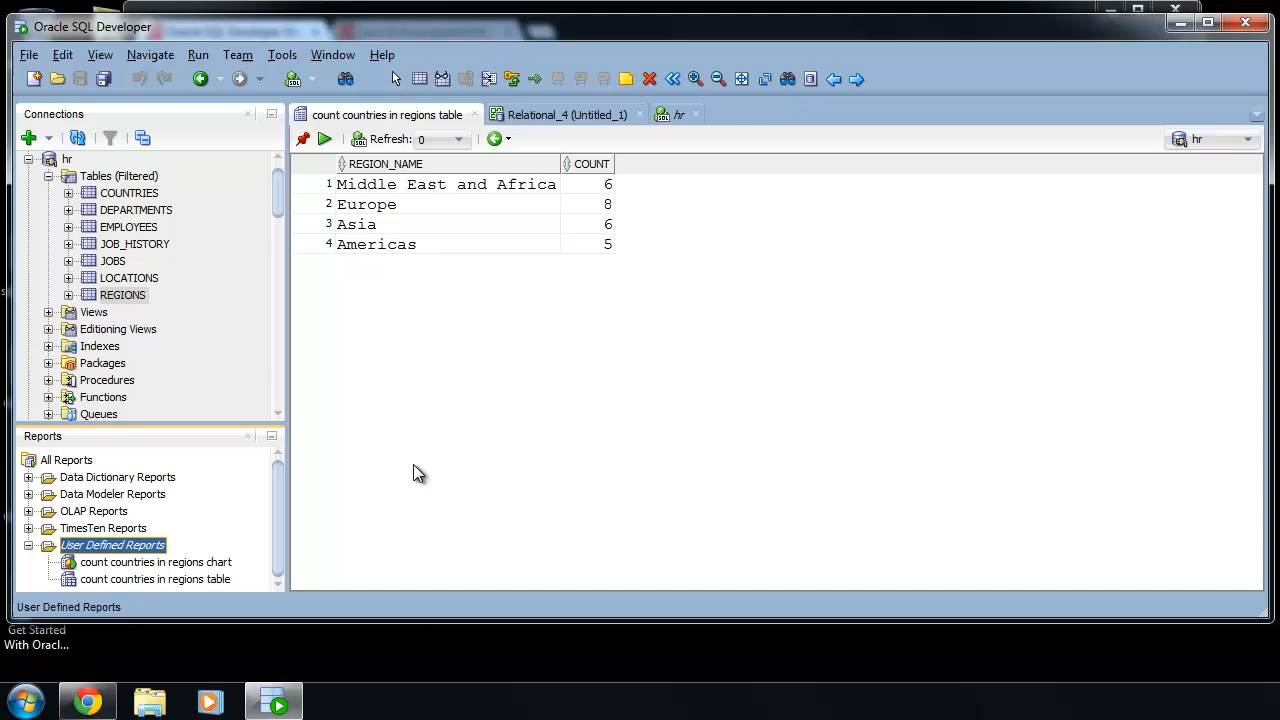 Oracle SQL Developer
File Edit View Navigate Run Team Tools Window Help
Connections
count countries in regions table
Relational_4 (Untitled_1)
hr
Refresh: 0
hr
hr
Tables (Filtered)
COUNTRIES
DEPARTMENTS
EMPLOYEES
JOB_HISTORY
JOBS
LOCATIONS
REGIONS
Views
Editioning Views
Indexes
Packages
Procedures
Functions
Queues
REGION_NAME COUNT
1 Middle East and Africa 6
2 Europe 8
3 Asia 6
4 Americas 5
Reports
All Reports
Data Dictionary Reports
Data Modeler Reports
OLAP Reports
TimesTen Reports
User Defined Reports
count countries in regions chart
count countries in regions table
User Defined Reports
Get Started
With Oracl...